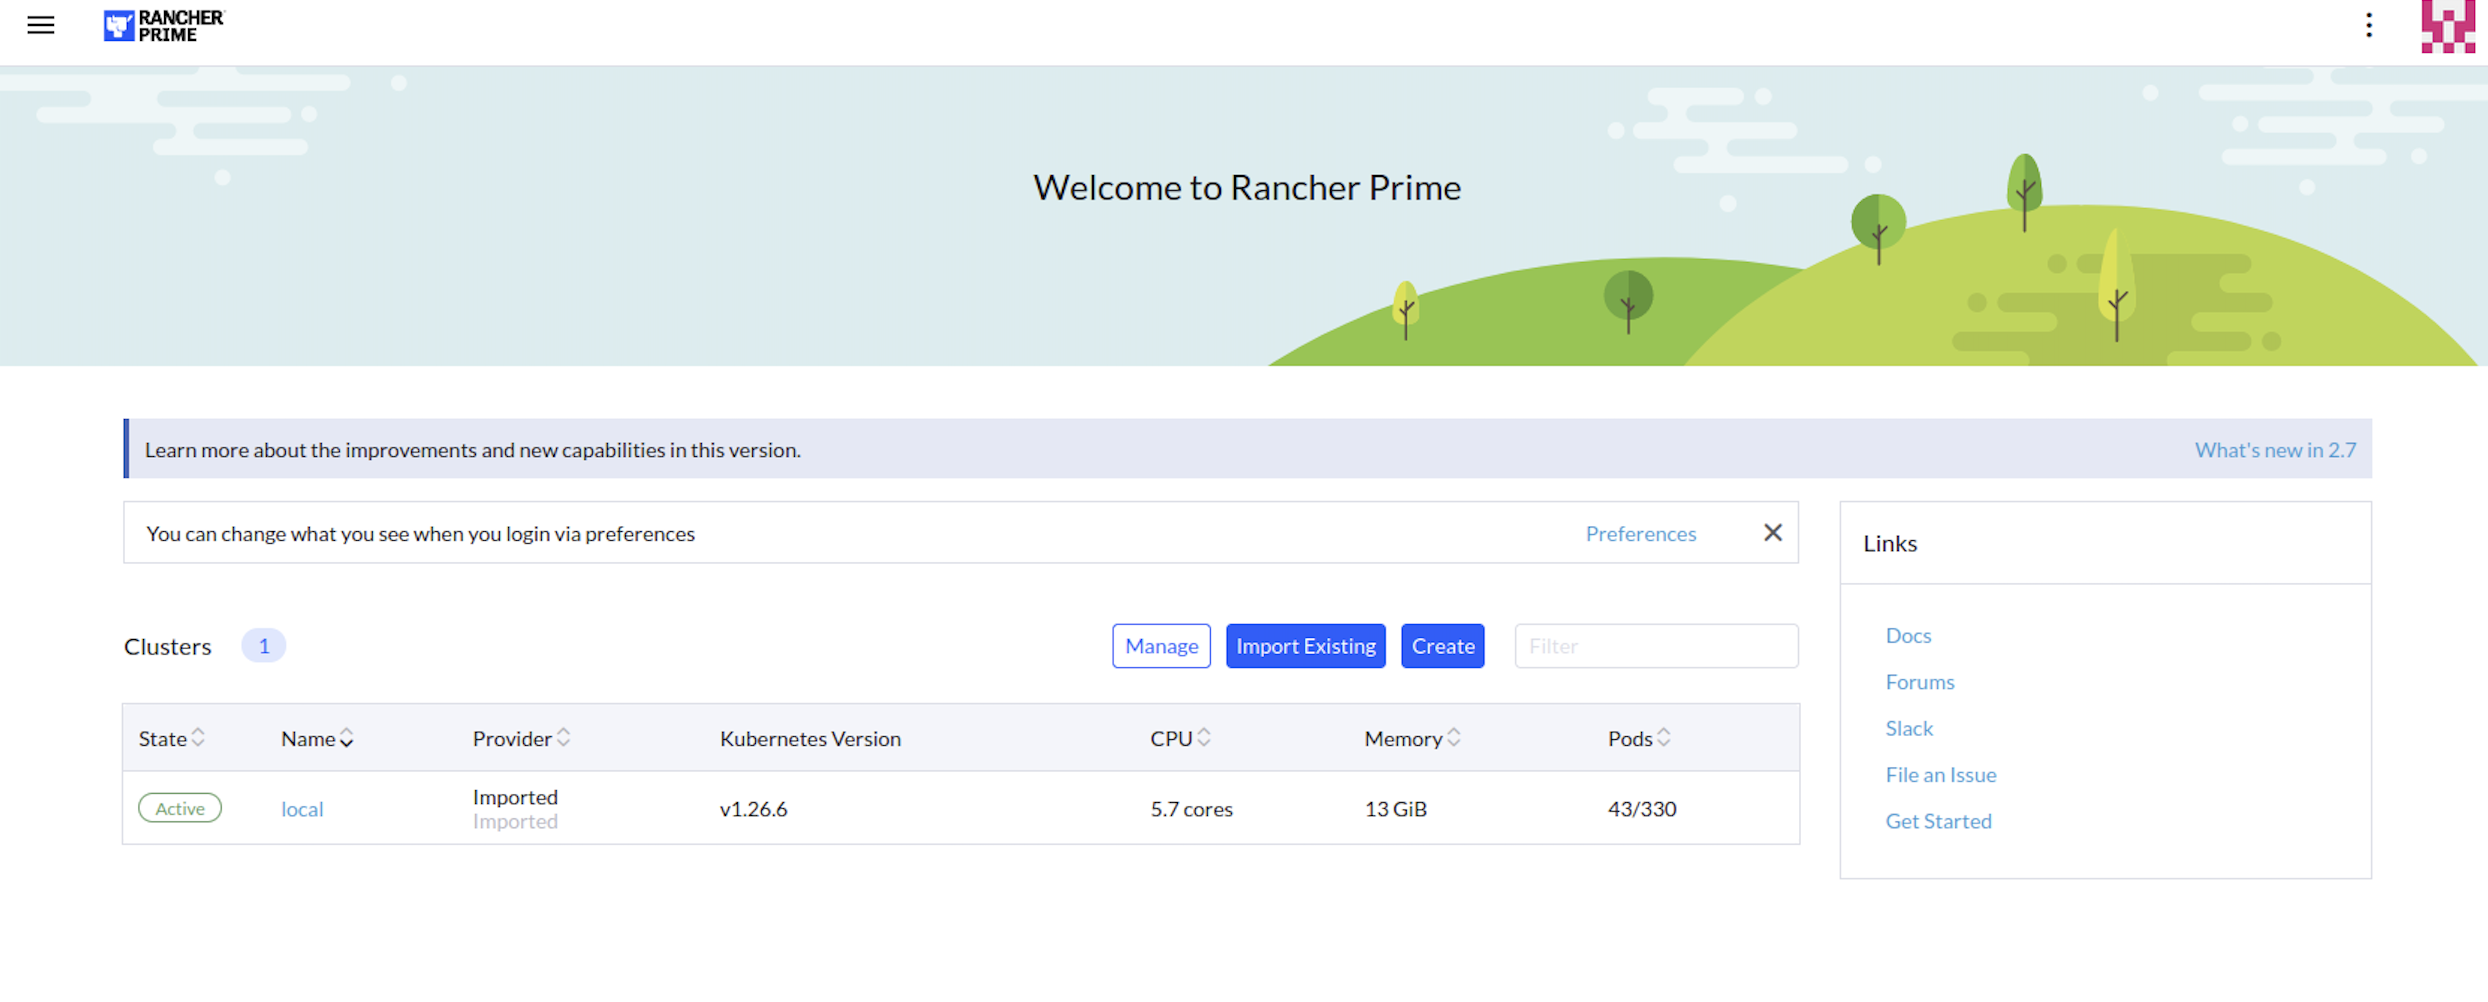 RANCHER
PRIME
Welcome to Rancher Prime
Learn more about the improvements and new capabilities in this version.
What's new in 2.7
You can change what you see when you login via preferences
Preferences
Links
Clusters 1
Manage
Import Existing
Create
Filter
State Name Provider Kubernetes Version CPU Memory Pods
Active local Imported v1.26.6 5.7 cores 13 GiB 43/330
Imported
Docs
Forums
Slack
File an Issue
Get Started